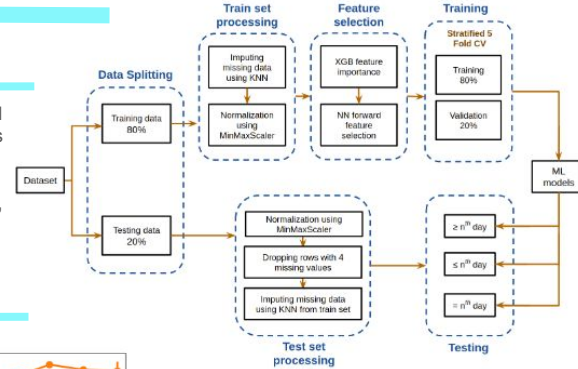 Train set
processing
Feature
selection
Training
Data Splitting
Imputing
missing data
using KNN
Normalization
using
MinMaxScaler
XGB feature
importance
NN forward
feature
selection
Stratified 5
Fold CV
Training
80%
Validation
20%
Dataset
Training data
80%
Testing data
20%
ML
models
Normalization using
MinMaxScaler
Dropping rows with 4
missing values
Imputing missing data
using KNN from train set
≥ nᵗʰ day
≤ nᵗʰ day
= nᵗʰ day
Test set
processing
Testing